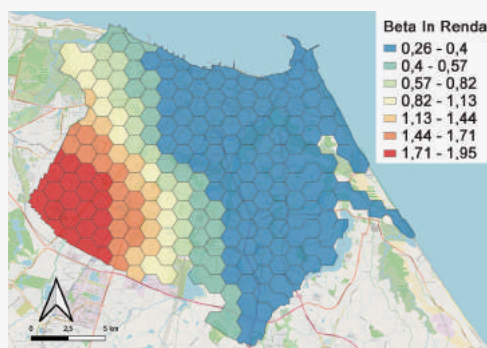 Beta ln Renda
0,26 - 0,4
0,4 - 0,57
0,57 - 0,82
0,82 - 1,13
1,13 - 1,44
1,44 - 1,71
1,71 - 1,95
0 2,5 5 km